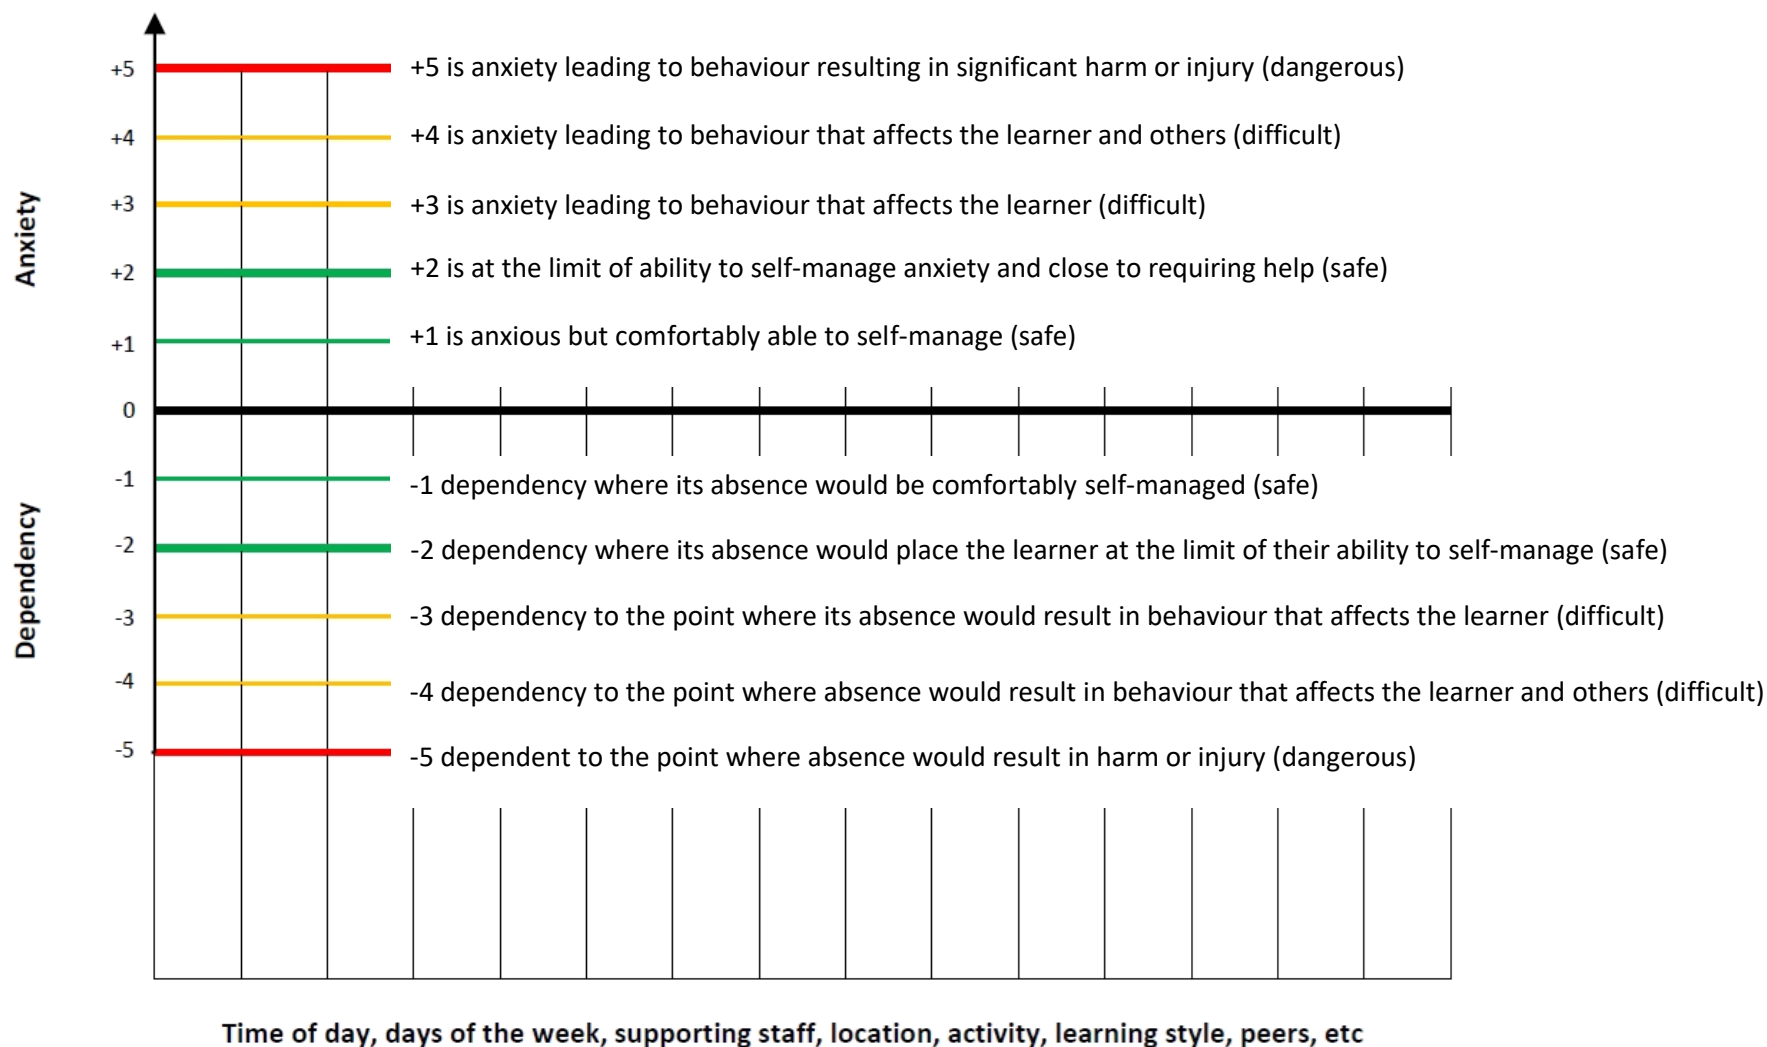 Anxiety
+5
+5 is anxiety leading to behaviour resulting in significant harm or injury (dangerous)
+4
+4 is anxiety leading to behaviour that affects the learner and others (difficult)
+3
+3 is anxiety leading to behaviour that affects the learner (difficult)
+2
+2 is at the limit of ability to self-manage anxiety and close to requiring help (safe)
+1
+1 is anxious but comfortably able to self-manage (safe)
0
Dependency
-1
-1 dependency where its absence would be comfortably self-managed (safe)
-2
-2 dependency where its absence would place the learner at the limit of their ability to self-manage (safe)
-3
-3 dependency to the point where its absence would result in behaviour that affects the learner (difficult)
-4
-4 dependency to the point where absence would result in behaviour that affects the learner and others (difficult)
-5
-5 dependent to the point where absence would result in harm or injury (dangerous)
Time of day, days of the week, supporting staff, location, activity, learning style, peers, etc